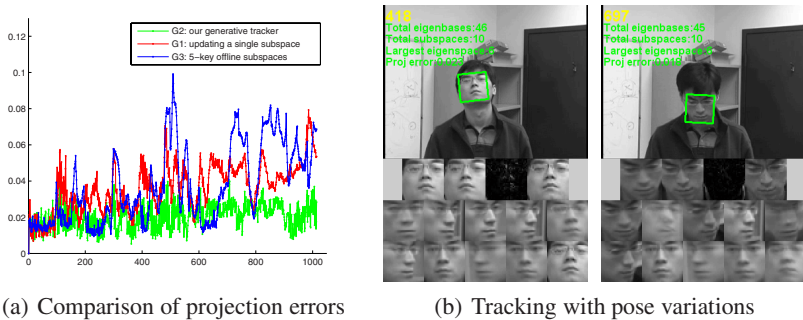 G2: our generative tracker
G1: updating a single subspace
G3: 5-key offline subspaces
0.12
0.1
0.08
0.06
0.04
0.02
0
0 200 400 600 800 1000
418
Total eigenbases:46
Total subspaces:10
Largest eigenspace:
Proj error
697
Total eigenbases:45
Total subspaces:10
Largest eigenspace:
Proj error
(a) Comparison of projection errors
(b) Tracking with pose variations